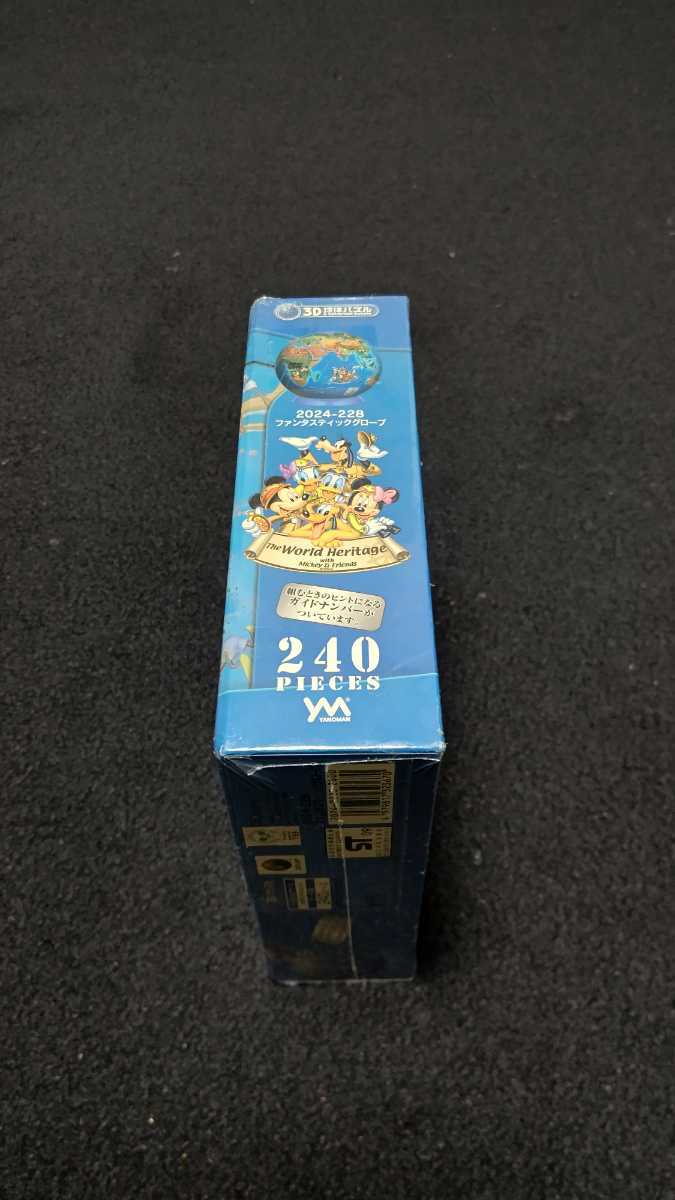 3D球体パズル
2024-228
ファンタスティックグローブ
The World Heritage
with
Mickey & Friends
組むときのヒントになる
ガイドナンバーが
ついています
240
PIECES
YM
YANOMAN
ST